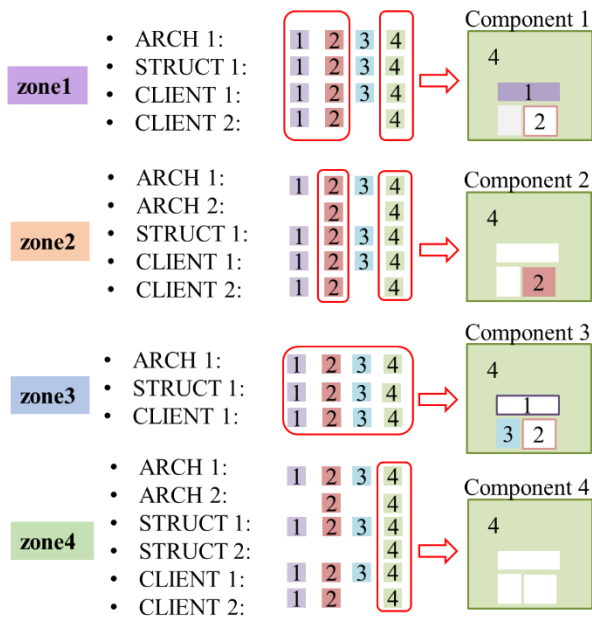 Component 1
• ARCH 1: 1 2 3 4
• STRUCT 1: 1 2 3 4
• CLIENT 1: 1 2 3 4
• CLIENT 2: 1 2 4
zone1
4
1
2
Component 2
• ARCH 1: 1 2 3 4
• ARCH 2: 2 4
• STRUCT 1: 1 2 3 4
• CLIENT 1: 1 2 3 4
• CLIENT 2: 1 2 4
zone2
4
2
Component 3
• ARCH 1: 1 2 3 4
• STRUCT 1: 1 2 3 4
• CLIENT 1: 1 2 3 4
zone3
4
1
3 2
Component 4
• ARCH 1: 1 2 3 4
• ARCH 2: 2 4
• STRUCT 1: 1 2 3 4
• STRUCT 2: 4
• CLIENT 1: 1 2 3 4
• CLIENT 2: 1 2 4
zone4
4